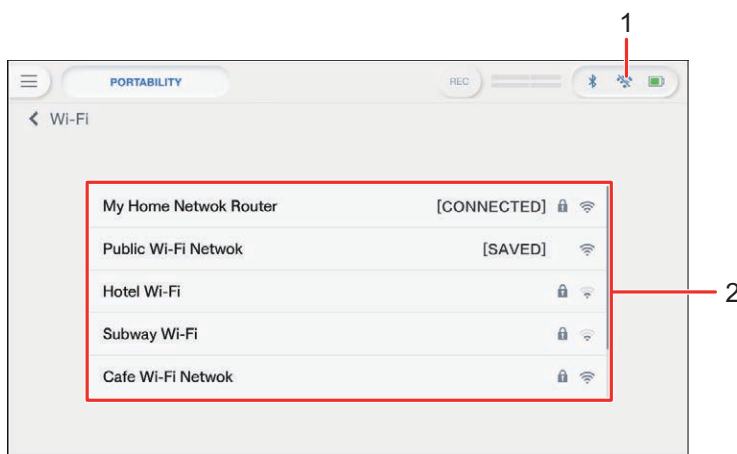 1
PORTABILITY
REC
Wi-Fi
My Home Netwok Router [CONNECTED]
Public Wi-Fi Netwok [SAVED]
Hotel Wi-Fi
2
Subway Wi-Fi
Cafe Wi-Fi Netwok